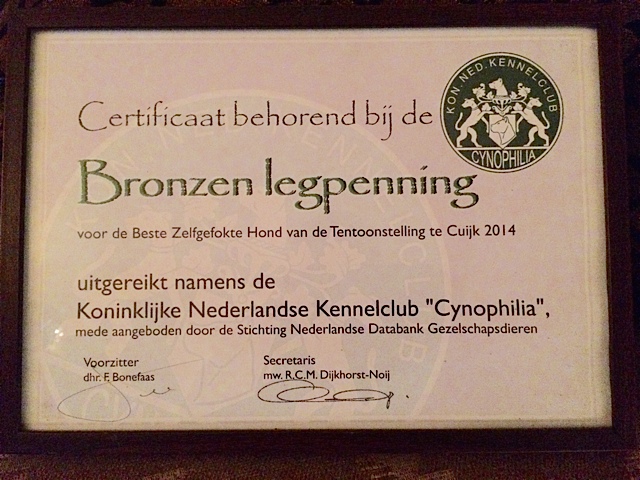 KON. NED. KENNELCLUB
CYNOPHILIA
Certificaat behorend bij de
Bronzen legpenning
voor de Beste Zelfgefokte Hond van de Tentoonstelling te Cuijk 2014
uitgereikt namens de
Koninklijke Nederlandse Kennelclub "Cynophilia",
mede aangeboden door de Stichting Nederlandse Databank Gezelschapsdieren
Voorzitter
dhr. F. Bonefaas
Secretaris
mw. R.C.M. Dijkhorst-Noij